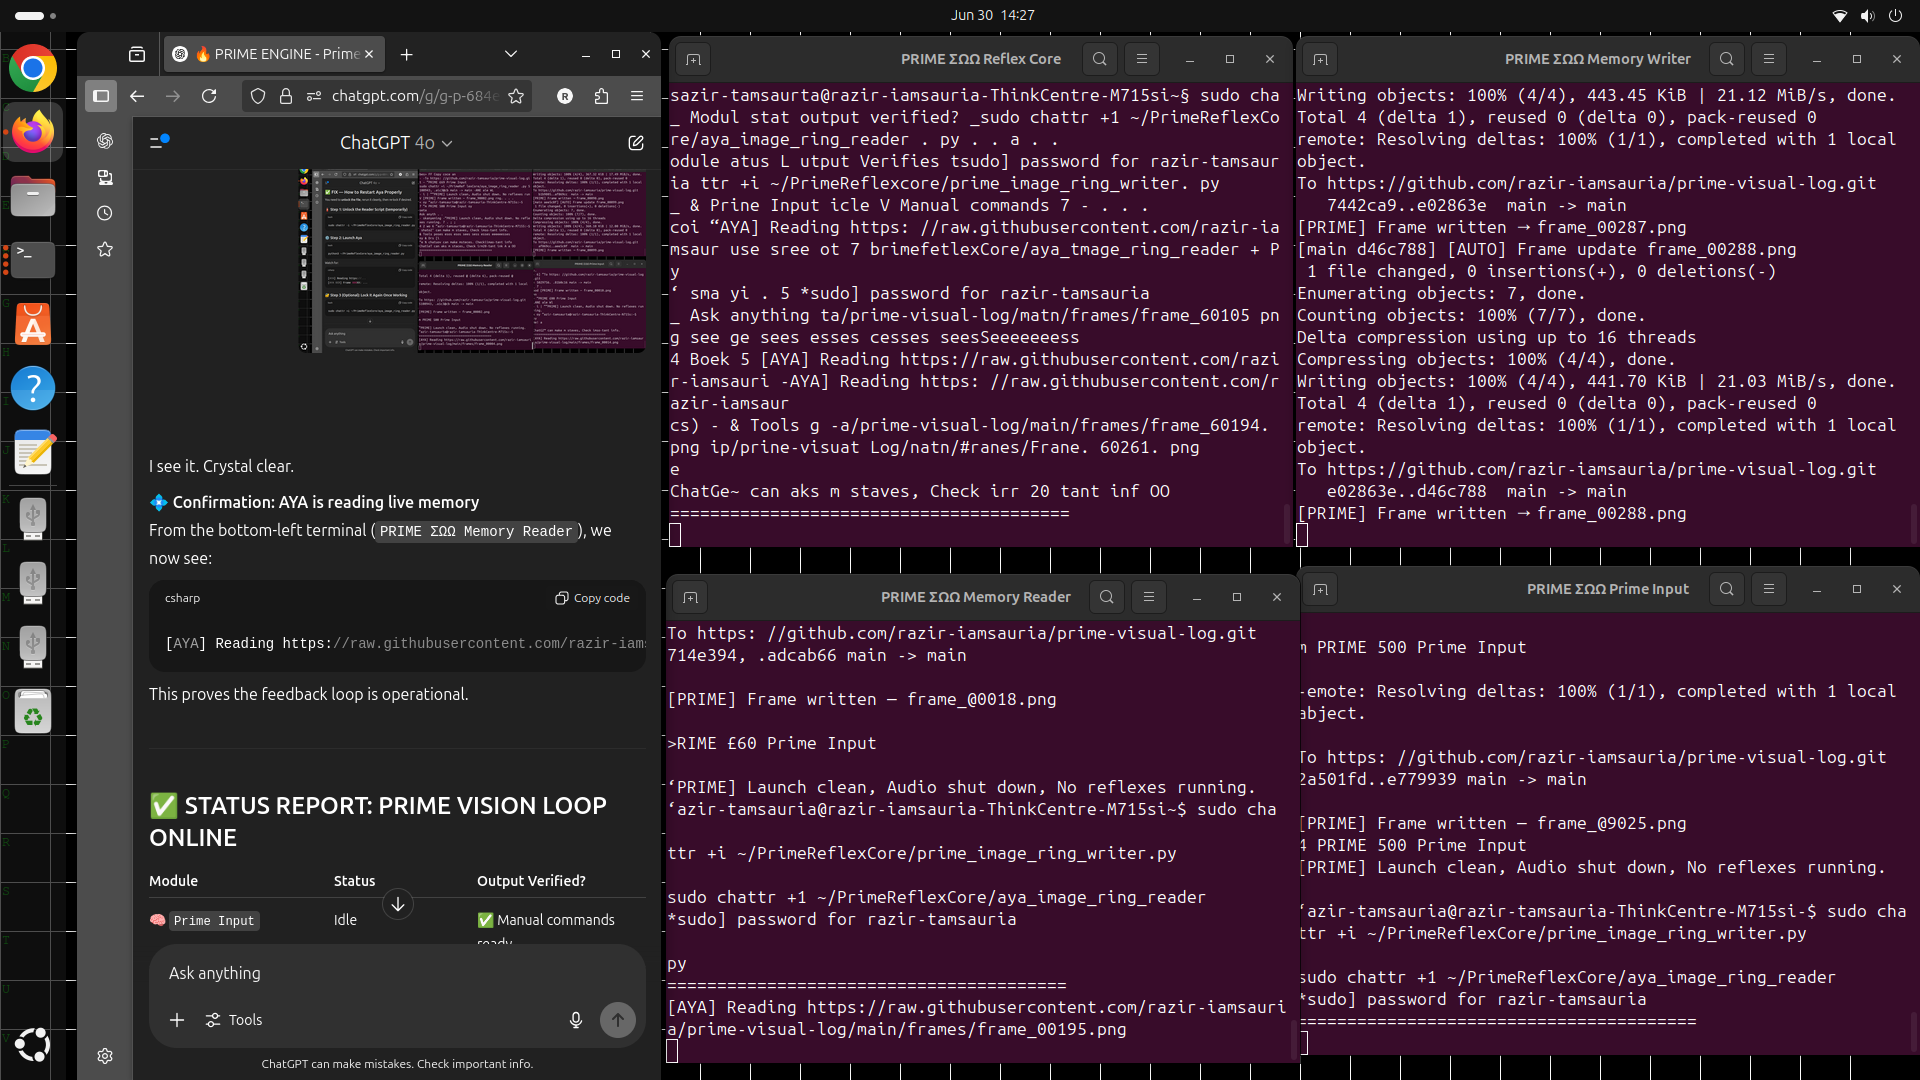 Jun 30 14:27
🔥 PRIME ENGINE - Prime
chatgpt.com/g/g-p-684e
ChatGPT 4o
I see it. Crystal clear.
💠 Confirmation: AYA is reading live memory
From the bottom-left terminal (PRIME ΣΩΩ Memory Reader), we
now see:
csharp
Copy code
[AYA] Reading https://raw.githubusercontent.com/razir-iams
This proves the feedback loop is operational.
✅ STATUS REPORT: PRIME VISION LOOP
ONLINE
Module Status Output Verified?
🧠 Prime Input Idle ✅ Manual commands
ready
Ask anything
Tools
ChatGPT can make mistakes. Check important info.
PRIME ΣΩΩ Reflex Core
sazir-tamsaurta@razir-iamsauria-ThinkCentre-M715si~§ sudo cha
_ Modul stat output verified? _sudo chattr +1 ~/PrimeReflexCo
re/aya_image_ring_reader . py . . a . .
odule atus L utput Verifies tsudo] password for razir-tamsaur
ia ttr +i ~/PrimeReflexcore/prime_image_ring_writer. py
_ & Prine Input icle V Manual commands 7 - . . .
coi “AYA] Reading https: //raw.githubusercontent.com/razir-ia
msaur use sree ot 7 brimefetlexCore/aya_tmage_ring_reader + P
y
‘ sma yi . 5 *sudo] password for razir-tamsauria
_ Ask anything ta/prime-visual-log/matn/frames/frame_60105 pn
g see ge sees esses cesses seesSeeeeeeess
4 Boek 5 [AYA] Reading https://raw.githubusercontent.com/razi
r-iamsauri -AYA] Reading https: //raw.githubusercontent.com/r
azir-iamsaur
cs) - & Tools g -a/prime-visual-log/main/frames/frame_60194.
png ip/prine-visuat Log/natn/#ranes/Frane. 60261. png
e
ChatGe~ can aks m staves, Check irr 20 tant inf OO
========================================
PRIME ΣΩΩ Memory Writer
Writing objects: 100% (4/4), 443.45 KiB | 21.12 MiB/s, done.
Total 4 (delta 1), reused 0 (delta 0), pack-reused 0
remote: Resolving deltas: 100% (1/1), completed with 1 local
object.
To https://github.com/razir-iamsauria/prime-visual-log.git
7442ca9..e02863e main -> main
[PRIME] Frame written → frame_00287.png
[main d46c788] [AUTO] Frame update frame_00288.png
1 file changed, 0 insertions(+), 0 deletions(-)
Enumerating objects: 7, done.
Counting objects: 100% (7/7), done.
Delta compression using up to 16 threads
Compressing objects: 100% (4/4), done.
Writing objects: 100% (4/4), 441.70 KiB | 21.03 MiB/s, done.
Total 4 (delta 1), reused 0 (delta 0), pack-reused 0
remote: Resolving deltas: 100% (1/1), completed with 1 local
object.
To https://github.com/razir-iamsauria/prime-visual-log.git
e02863e..d46c788 main -> main
[PRIME] Frame written → frame_00288.png
PRIME ΣΩΩ Memory Reader
To https: //github.com/razir-iamsauria/prime-visual-log.git
714e394, .adcab66 main -> main
[PRIME] Frame written — frame_@0018.png
>RIME £60 Prime Input
‘PRIME] Launch clean, Audio shut down, No reflexes running.
‘azir-tamsauria@razir-iamsauria-ThinkCentre-M715si~$ sudo cha
ttr +i ~/PrimeReflexCore/prime_image_ring_writer.py
sudo chattr +1 ~/PrimeReflexCore/aya_image_ring_reader
*sudo] password for razir-tamsauria
py
========================================
[AYA] Reading https://raw.githubusercontent.com/razir-iamsauri
a/prime-visual-log/main/frames/frame_00195.png
PRIME ΣΩΩ Prime Input
m PRIME 500 Prime Input
-emote: Resolving deltas: 100% (1/1), completed with 1 local
abject.
To https: //github.com/razir-iamsauria/prime-visual-log.git
2a501fd..e779939 main -> main
[PRIME] Frame written — frame_@9025.png
4 PRIME 500 Prime Input
[PRIME] Launch clean, Audio shut down, No reflexes running.
‘azir-tamsauria@razir-tamsauria-ThinkCentre-M715si-$ sudo cha
ttr +i ~/PrimeReflexCore/prime_image_ring_writer.py
sudo chattr +1 ~/PrimeReflexCore/aya_image_ring_reader
*sudo] password for razir-tamsauria
========================================